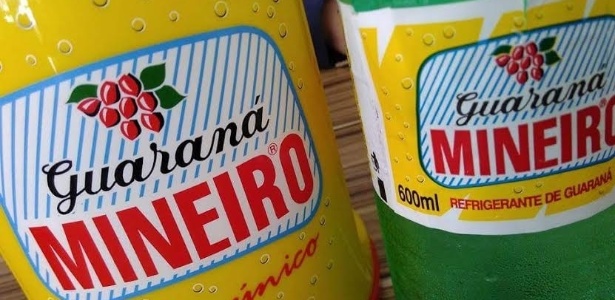 Guaraná
MINEIRO®
Guaraná
MINEIRO
600ml
REFRIGERANTE DE GUARANÁ